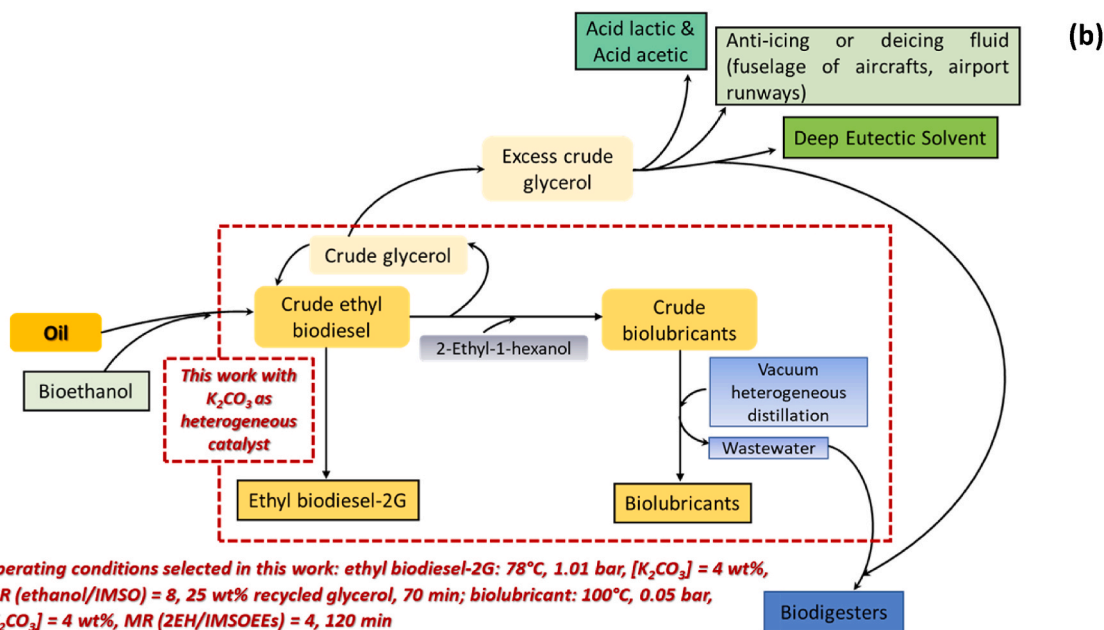 (b)
Acid lactic &
Acid acetic
Anti-icing or deicing fluid
(fuselage of aircrafts, airport
runways)
Deep Eutectic Solvent
Excess crude
glycerol
Crude glycerol
Crude ethyl
biodiesel
Crude
biolubricants
Oil
2-Ethyl-1-hexanol
Bioethanol
This work with
K₂CO₃ as
heterogeneous
catalyst
Vacuum
heterogeneous
distillation
Wastewater
Ethyl biodiesel-2G
Biolubricants
perating conditions selected in this work: ethyl biodiesel-2G: 78°C, 1.01 bar, [K₂CO₃] = 4 wt%,
R (ethanol/IMSO) = 8, 25 wt% recycled glycerol, 70 min; biolubricant: 100°C, 0.05 bar,
₂CO₃] = 4 wt%, MR (2EH/IMSOEEs) = 4, 120 min
Biodigesters